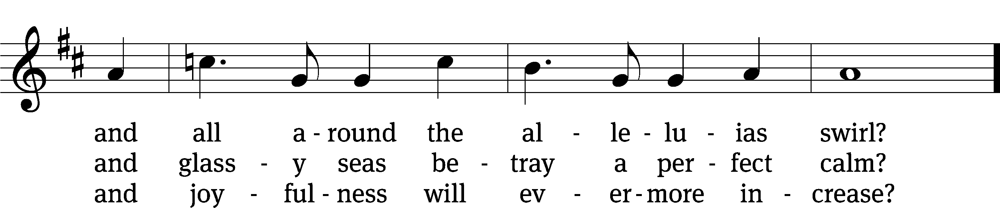 and all a - round the al - le - lu - ias swirl?
and glass - y seas be - tray a per - fect calm?
and joy - ful - ness will ev - er - more in - crease?